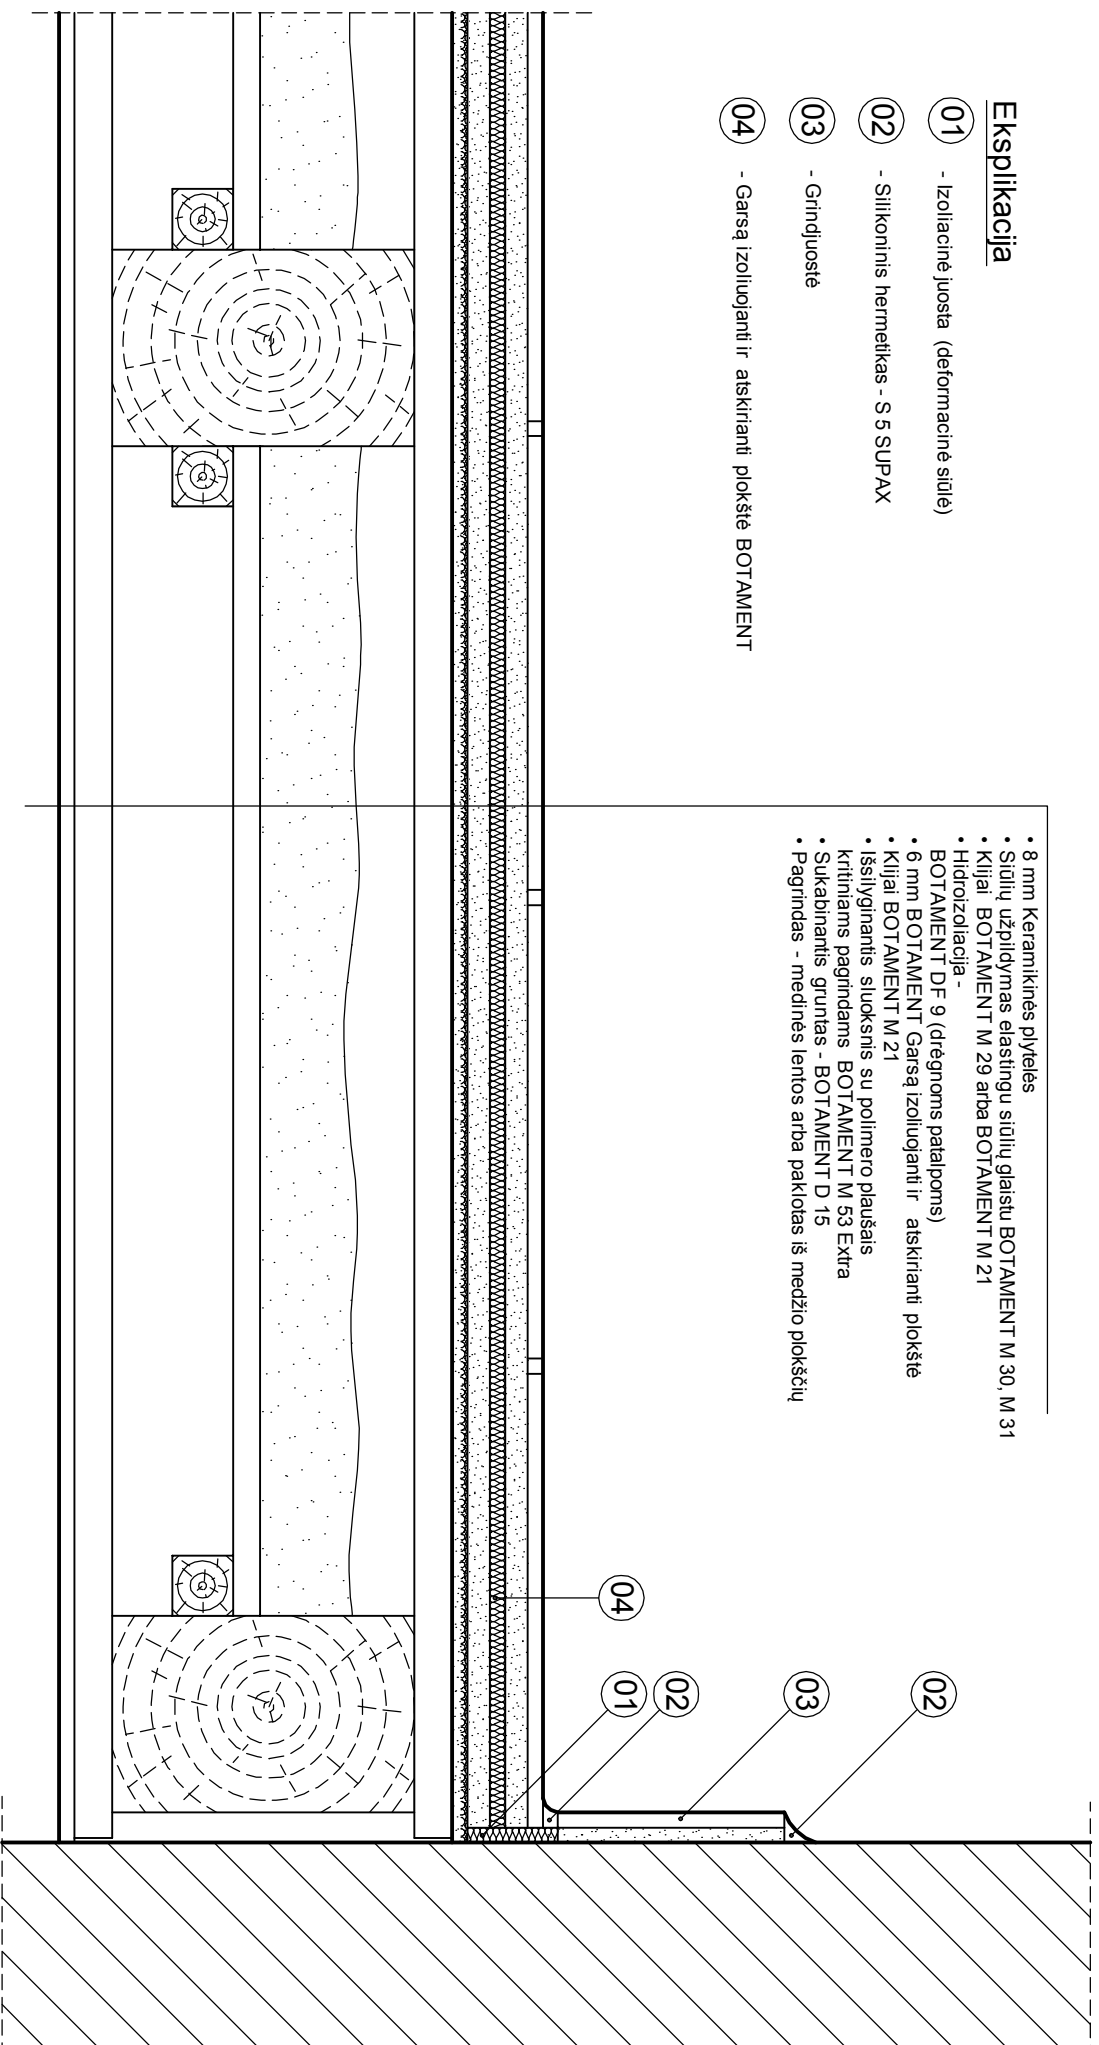 Eksplikacija
01 - Izoliacinė juosta (deformacinė siūlė)
02 - Silikoninis hermetikas - S 5 SUPAX
03 - Grindjuostė
04 - Garsą izoliuojanti ir atskirianti plokštė BOTAMENT
• 8 mm Keramikinės plytelės
• Siūlių užpildymas elastingu siūlių glaistu BOTAMENT M 30, M 31
• Klijai BOTAMENT M 29 arba BOTAMENT M 21
• Hidroizoliacija -
BOTAMENT DF 9 (drėgnoms patalpoms)
• 6 mm BOTAMENT Garsą izoliuojanti ir atskirianti plokštė
• Klijai BOTAMENT M 21
• Išsilyginantis sluoksnis su polimero plaušais
kritiniams pagrindams BOTAMENT M 53 Extra
• Sukabinantis gruntas - BOTAMENT D 15
• Pagrindas - medinės lentos arba paklotas iš medžio plokščių
02
03
02
01
04